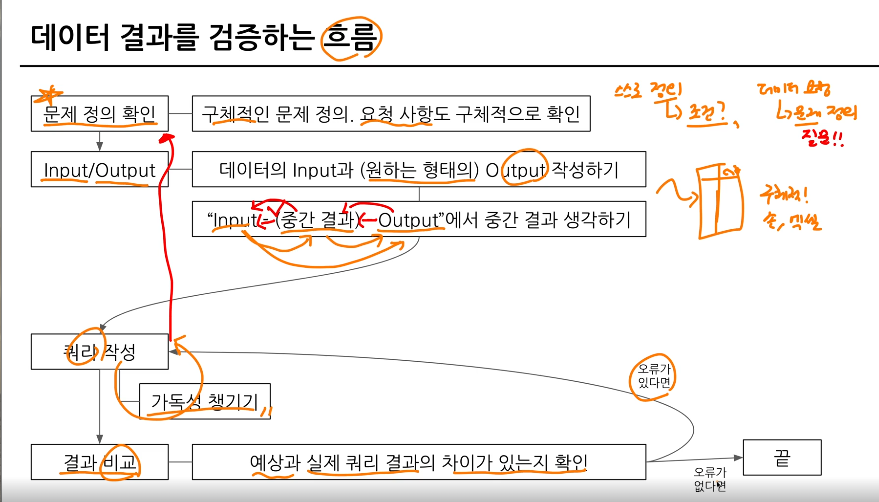 데이터 결과를 검증하는 흐름
문제 정의 확인
구체적인 문제 정의. 요청 사항도 구체적으로 확인
쓰스로 정리
↳ 조건?,
데이터 요청
↳ 문제 정의
질문!!
Input/Output
데이터의 Input과 (원하는 형태의) Output 작성하기
구체적!
손, 엑셀
“Input - (중간 결과) - Output”에서 중간 결과 생각하기
쿼리 작성
가독성 챙기기
오류가
있다면
결과 비교
예상과 실제 쿼리 결과의 차이가 있는지 확인
오류가
없다면
끝